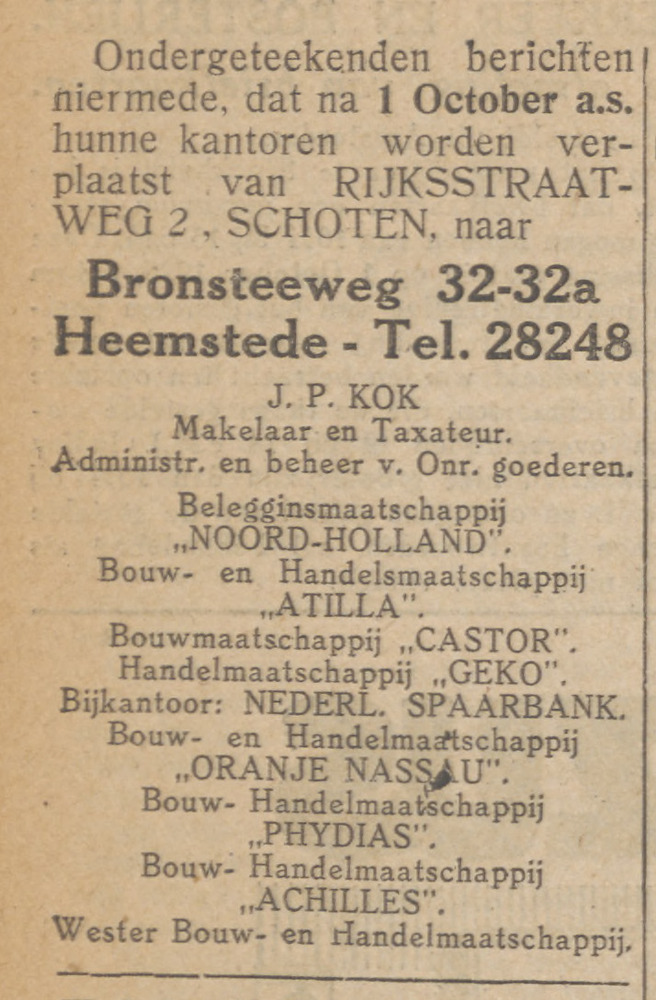 Ondergeteekenden berichten
hiermede, dat na 1 October a.s.
hunne kantoren worden ver-
plaatst van RIJKSSTRAAT-
WEG 2 , SCHOTEN, naar
Bronsteeweg 32-32a
Heemstede - Tel. 28248
J. P. KOK
Makelaar en Taxateur.
Administr. en beheer v. Onr. goederen.
Belegginsmaatschappij
„NOORD-HOLLAND".
Bouw- en Handelsmaatschappij
„ATILLA".
Bouwmaatschappij „CASTOR".
Handelmaatschappij „GEKO".
Bijkantoor: NEDERL. SPAARBANK.
Bouw- en Handelmaatschappij
„ORANJE NASSAU".
Bouw- Handelmaatschappij
„PHYDIAS".
Bouw- Handelmaatschappij
„ACHILLES".
Wester Bouw- en Handelmaatschappij.